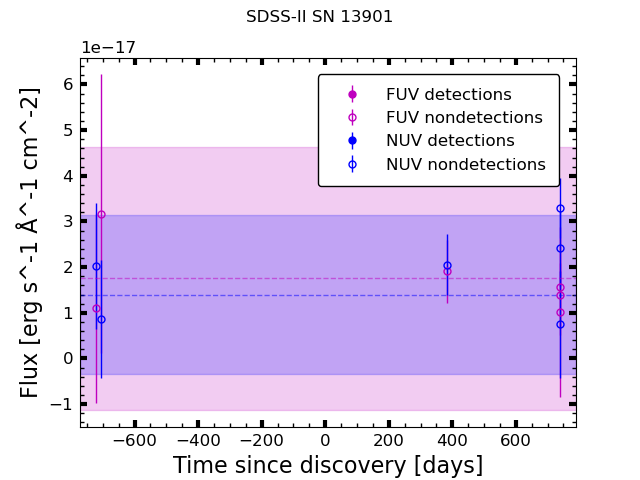 SDSS-II SN 13901
1e−17
FUV detections
FUV nondetections
NUV detections
NUV nondetections
6
5
4
3
2
1
0
−1
Flux [erg s^-1 Å^-1 cm^-2]
−600 −400 −200 0 200 400 600
Time since discovery [days]